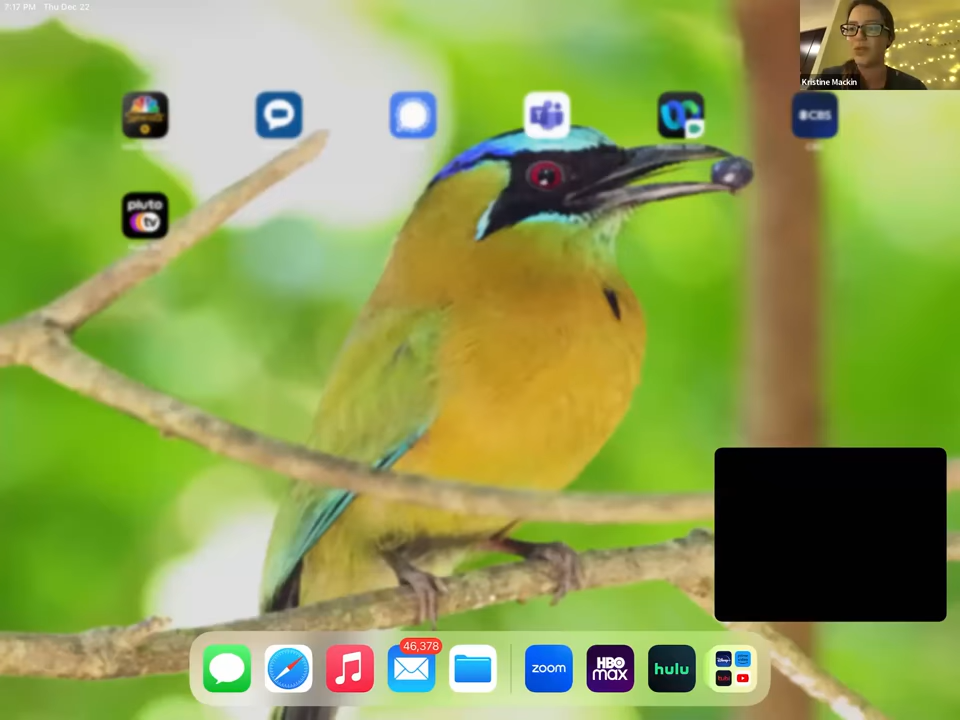 7:17 PM Thu Dec 22
Kristine Mackin
CBS
pluto
tv
46,378
zoom
HBO
max
hulu